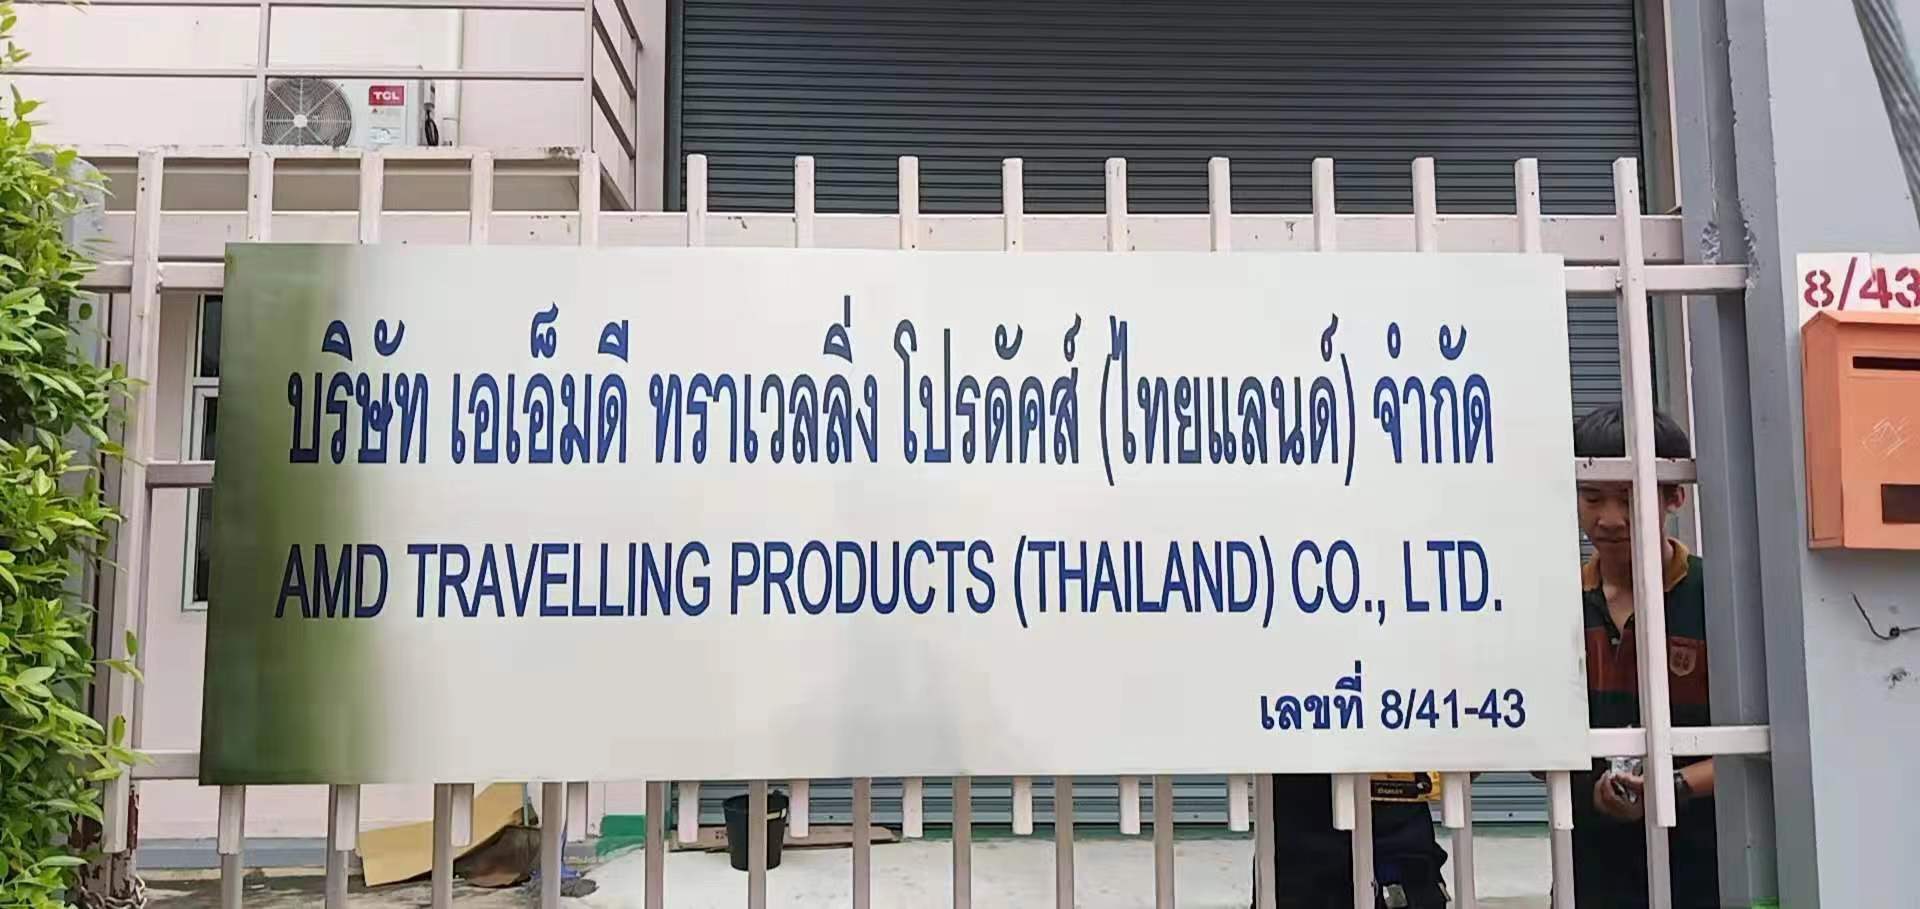 TCL
บริษัท เอเอ็มดี ทราเวลลิ่ง โปรดัคส์ (ไทยแลนด์) จำกัด
AMD TRAVELLING PRODUCTS (THAILAND) CO., LTD.
เลขที่ 8/41-43
8/43